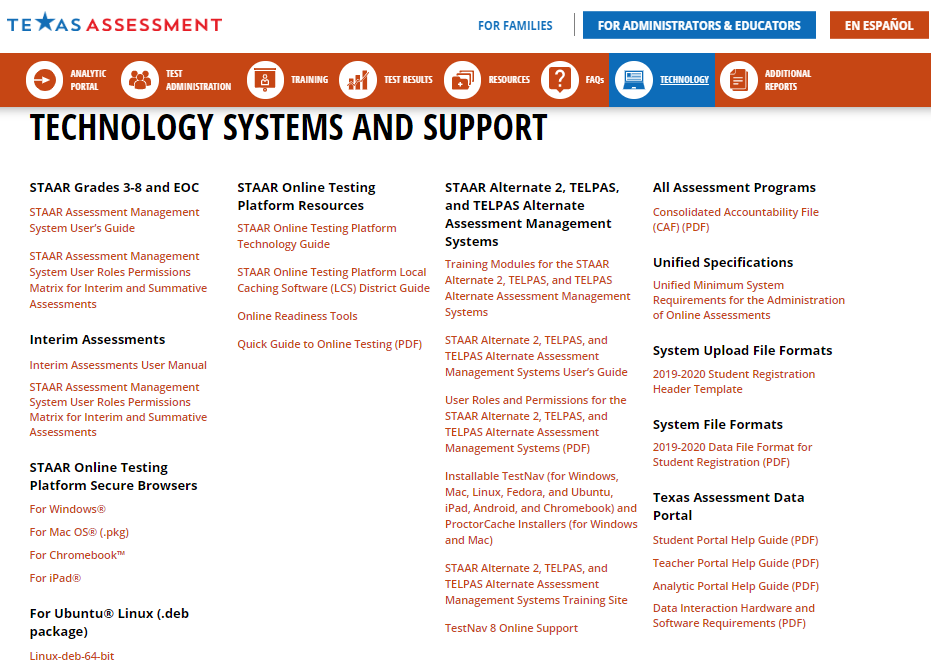 TEXAS ASSESSMENT
FOR FAMILIES
FOR ADMINISTRATORS & EDUCATORS
EN ESPAÑOL
ANALYTIC
PORTAL
TEST
ADMINISTRATION
TRAINING
TEST RESULTS
RESOURCES
FAQs
TECHNOLOGY
ADDITIONAL
REPORTS
TECHNOLOGY SYSTEMS AND SUPPORT
STAAR Grades 3-8 and EOC
STAAR Assessment Management
System User's Guide
STAAR Assessment Management
System User Roles Permissions
Matrix for Interim and Summative
Assessments
Interim Assessments
Interim Assessments User Manual
STAAR Assessment Management
System User Roles Permissions
Matrix for Interim and Summative
Assessments
STAAR Online Testing
Platform Secure Browsers
For Windows®
For Mac OS® (.pkg)
For Chromebook™
For iPad®
For Ubuntu® Linux (.deb
package)
Linux-deb-64-bit
STAAR Online Testing
Platform Resources
STAAR Online Testing Platform
Technology Guide
STAAR Online Testing Platform Local
Caching Software (LCS) District Guide
Online Readiness Tools
Quick Guide to Online Testing (PDF)
STAAR Alternate 2, TELPAS,
and TELPAS Alternate
Assessment Management
Systems
Training Modules for the STAAR
Alternate 2, TELPAS, and TELPAS
Alternate Assessment Management
Systems
STAAR Alternate 2, TELPAS, and
TELPAS Alternate Assessment
Management Systems User's Guide
User Roles and Permissions for the
STAAR Alternate 2, TELPAS, and
TELPAS Alternate Assessment
Management Systems (PDF)
Installable TestNav (for Windows,
Mac, Linux, Fedora, and Ubuntu,
iPad, Android, and Chromebook) and
ProctorCache Installers (for Windows
and Mac)
STAAR Alternate 2, TELPAS, and
TELPAS Alternate Assessment
Management Systems Training Site
TestNav 8 Online Support
All Assessment Programs
Consolidated Accountability File
(CAF) (PDF)
Unified Specifications
Unified Minimum System
Requirements for the Administration
of Online Assessments
System Upload File Formats
2019-2020 Student Registration
Header Template
System File Formats
2019-2020 Data File Format for
Student Registration (PDF)
Texas Assessment Data
Portal
Student Portal Help Guide (PDF)
Teacher Portal Help Guide (PDF)
Analytic Portal Help Guide (PDF)
Data Interaction Hardware and
Software Requirements (PDF)